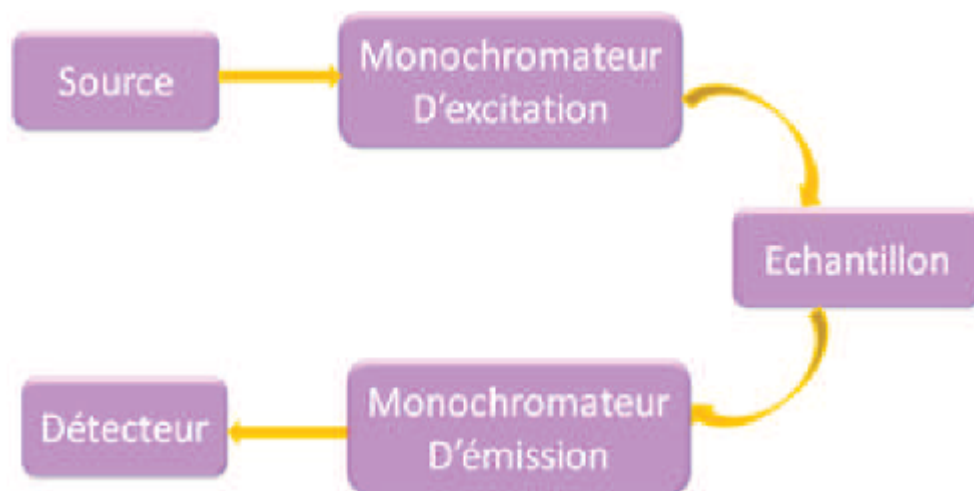 Source
Monochromateur
D'excitation
Echantillon
Monochromateur
D'émission
Détecteur